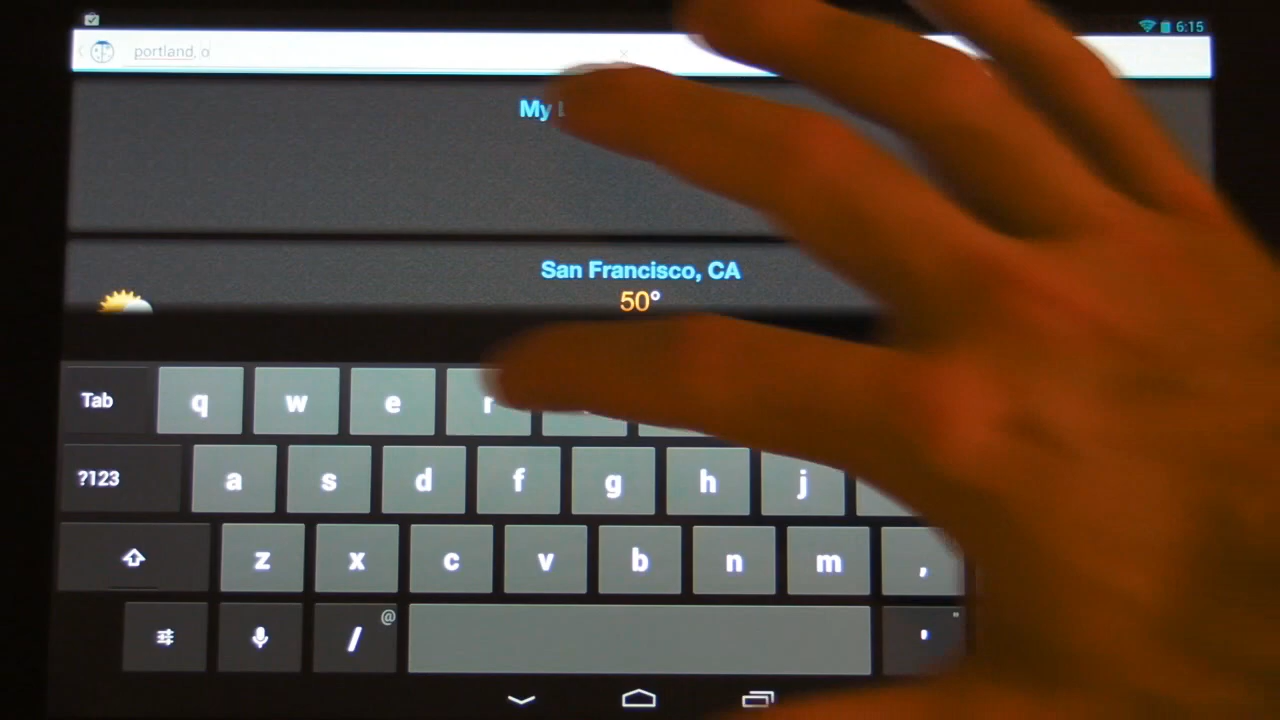 6:15
portland, o
My
San Francisco, CA
50°
Tab q w e r
?123 a s d f g h j
z x c v b n m ,
@ / ' "